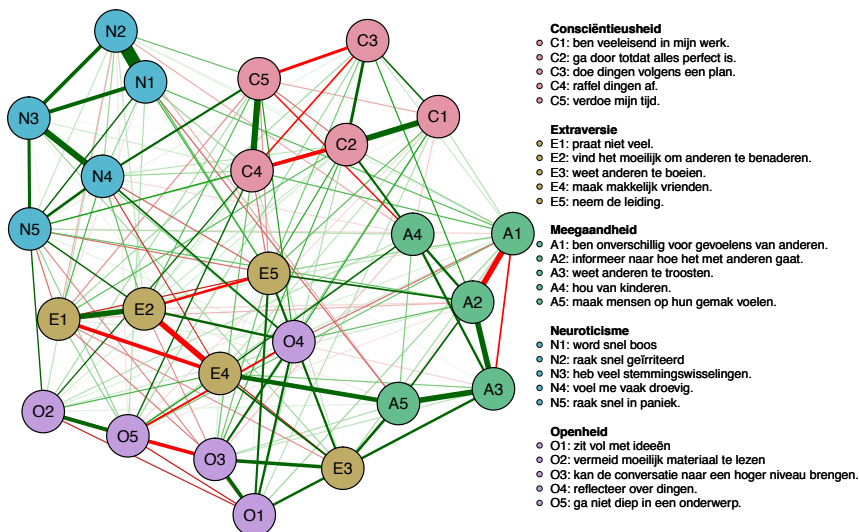 N2
C3
N1
C5
N3
C1
C2
C4
N4
N5
A4
A1
E5
A2
E1
E2
O4
E4
A3
A5
O2
O5
O3
E3
O1
Consciëntieusheid
C1: ben veeleisend in mijn werk.
C2: ga door totdat alles perfect is.
C3: doe dingen volgens een plan.
C4: raffel dingen af.
C5: verdoe mijn tijd.
Extraversie
E1: praat niet veel.
E2: vind het moeilijk om anderen te benaderen.
E3: weet anderen te boeien.
E4: maak makkelijk vrienden.
E5: neem de leiding.
Meegaandheid
A1: ben onverschillig voor gevoelens van anderen.
A2: informeer naar hoe het met anderen gaat.
A3: weet anderen te troosten.
A4: hou van kinderen.
A5: maak mensen op hun gemak voelen.
Neuroticisme
N1: word snel boos
N2: raak snel geïrriteerd
N3: heb veel stemmingswisselingen.
N4: voel me vaak droevig.
N5: raak snel in paniek.
Openheid
O1: zit vol met ideeën
O2: vermeid moeilijk materiaal te lezen
O3: kan de conversatie naar een hoger niveau brengen.
O4: reflecteer over dingen.
O5: ga niet diep in een onderwerp.